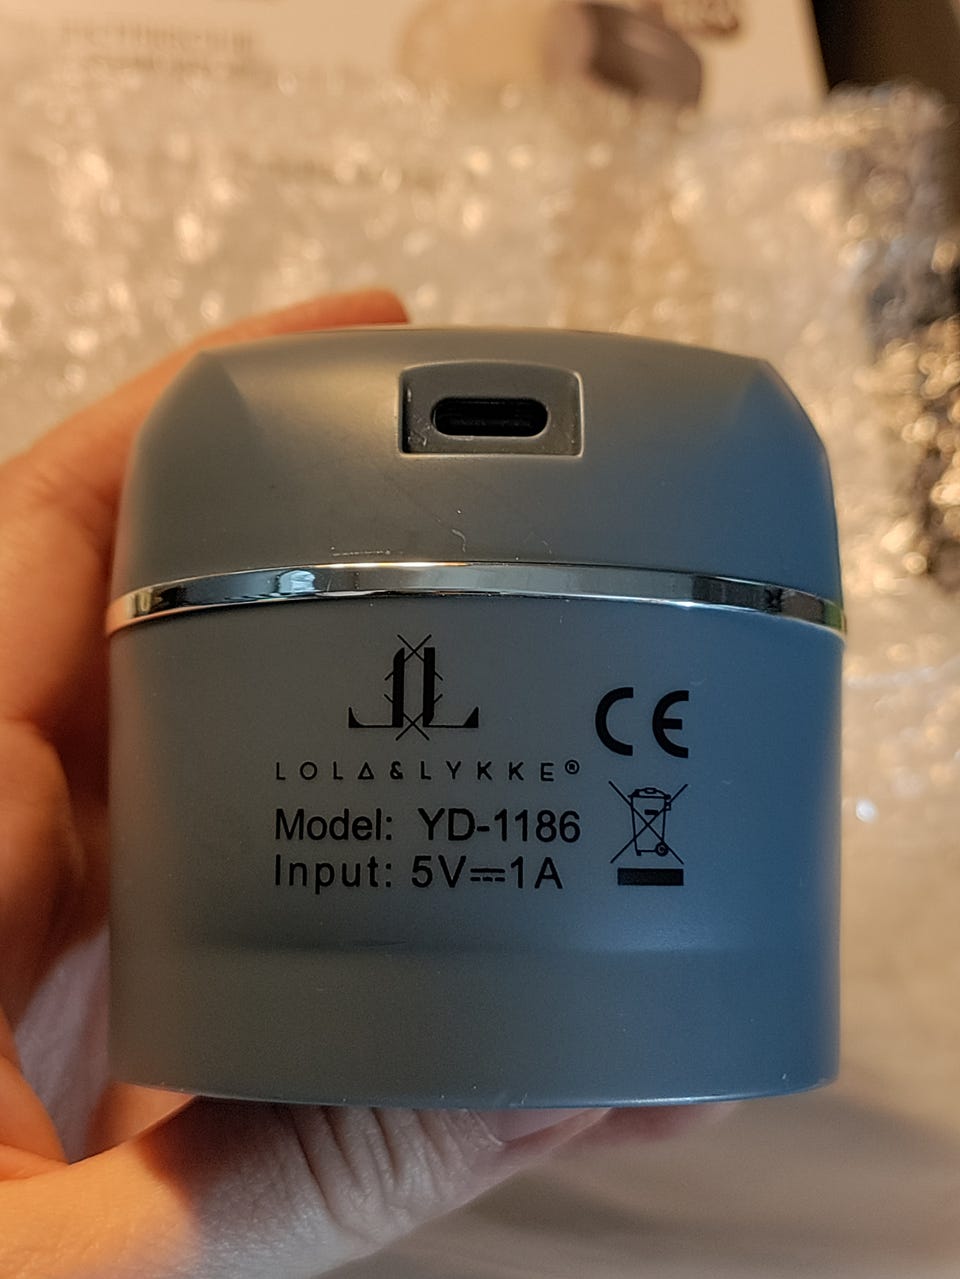 LOLA&LYKKE®
CE
Model: YD-1186
Input: 5V⎓1A